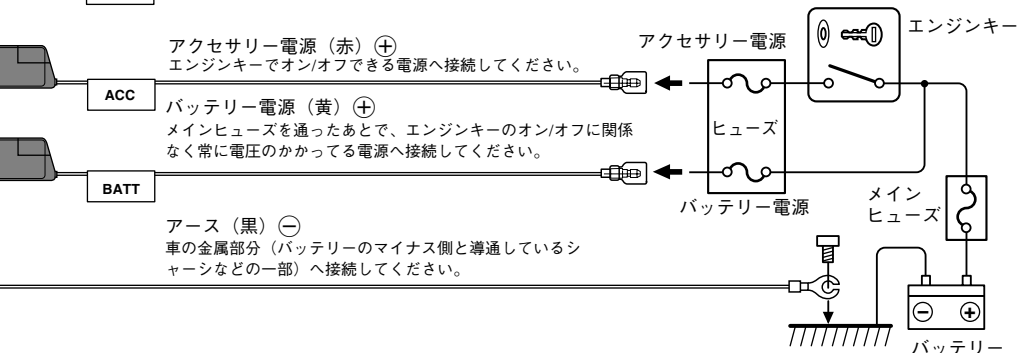 エンジンキー
アクセサリー電源（赤）⊕
エンジンキーでオン/オフできる電源へ接続してください。
アクセサリー電源
ACC
バッテリー電源（黄）⊕
メインヒューズを通ったあとで、エンジンキーのオン/オフに関係
なく常に電圧のかかってる電源へ接続してください。
ヒューズ
BATT
バッテリー電源
メイン
ヒューズ
アース（黒）⊖
車の金属部分（バッテリーのマイナス側と導通しているシ
ャーシなどの一部）へ接続してください。
⊖ ⊕
バッテリー